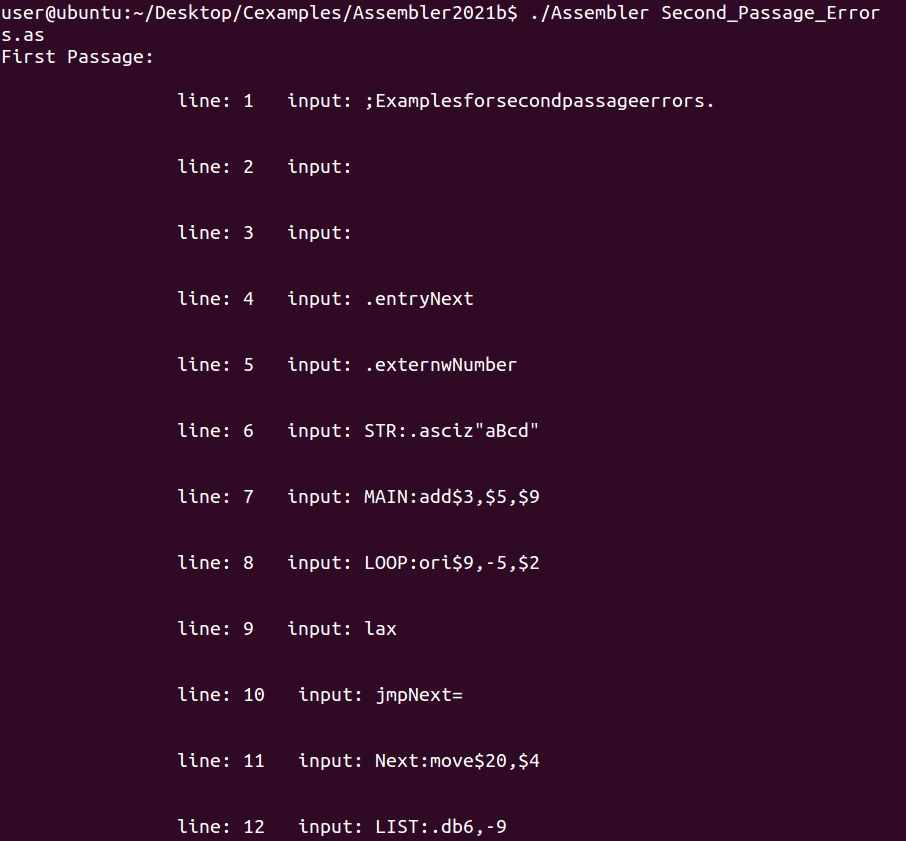 user@ubuntu:~/Desktop/Cexamples/Assembler2021b$ ./Assembler Second_Passage_Error
s.as
First Passage:
line: 1   input: ;Examplesforsecondpassageerrors.
line: 2   input:
line: 3   input:
line: 4   input: .entryNext
line: 5   input: .externwNumber
line: 6   input: STR:.asciz"aBcd"
line: 7   input: MAIN:add$3,$5,$9
line: 8   input: LOOP:ori$9,-5,$2
line: 9   input: lax
line: 10   input: jmpNext=
line: 11   input: Next:move$20,$4
line: 12   input: LIST:.db6,-9